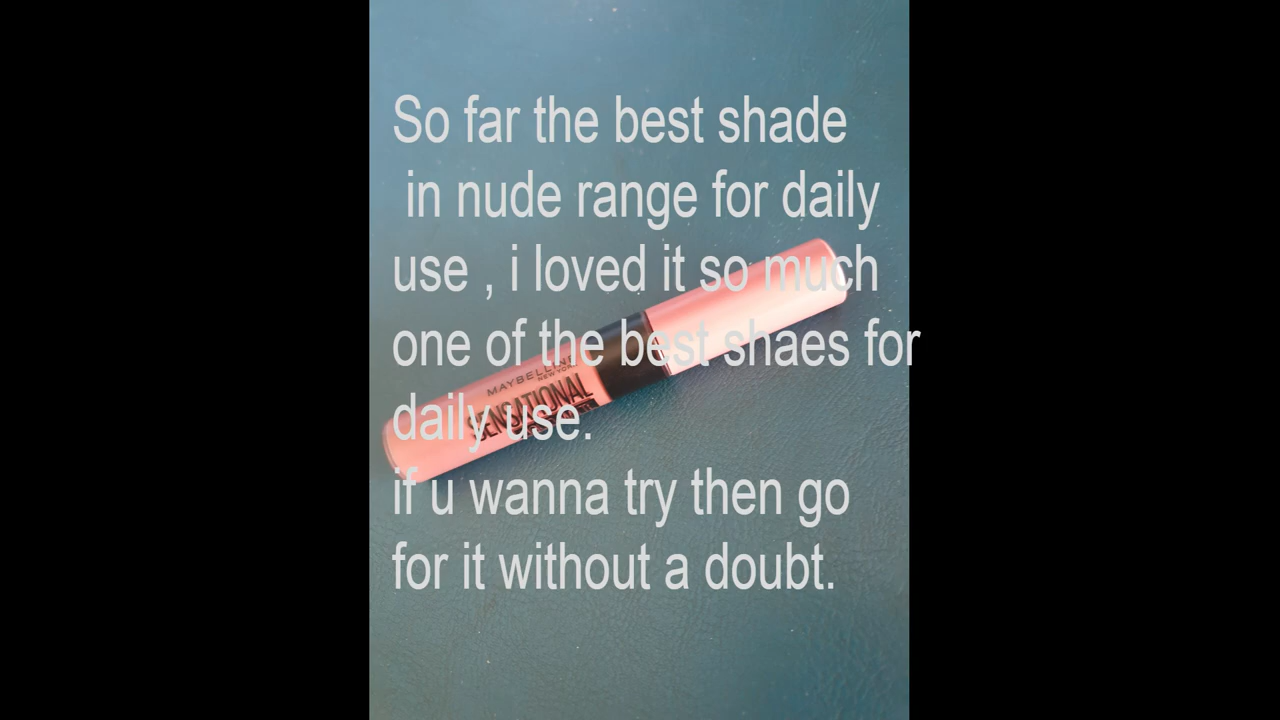 So far the best shade
in nude range for daily
use , i loved it so much
one of the best shaes for
daily use.
if u wanna try then go
for it without a doubt.
MAYBELLINE
NEW YORK
SENSATIONAL